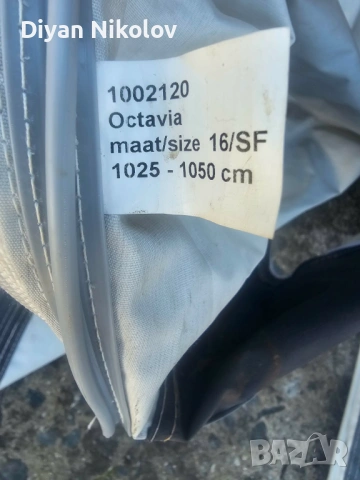 Diyan Nikolov
1002120
Octavia
maat/size 16/SF
1025 - 1050 cm
BAZAR